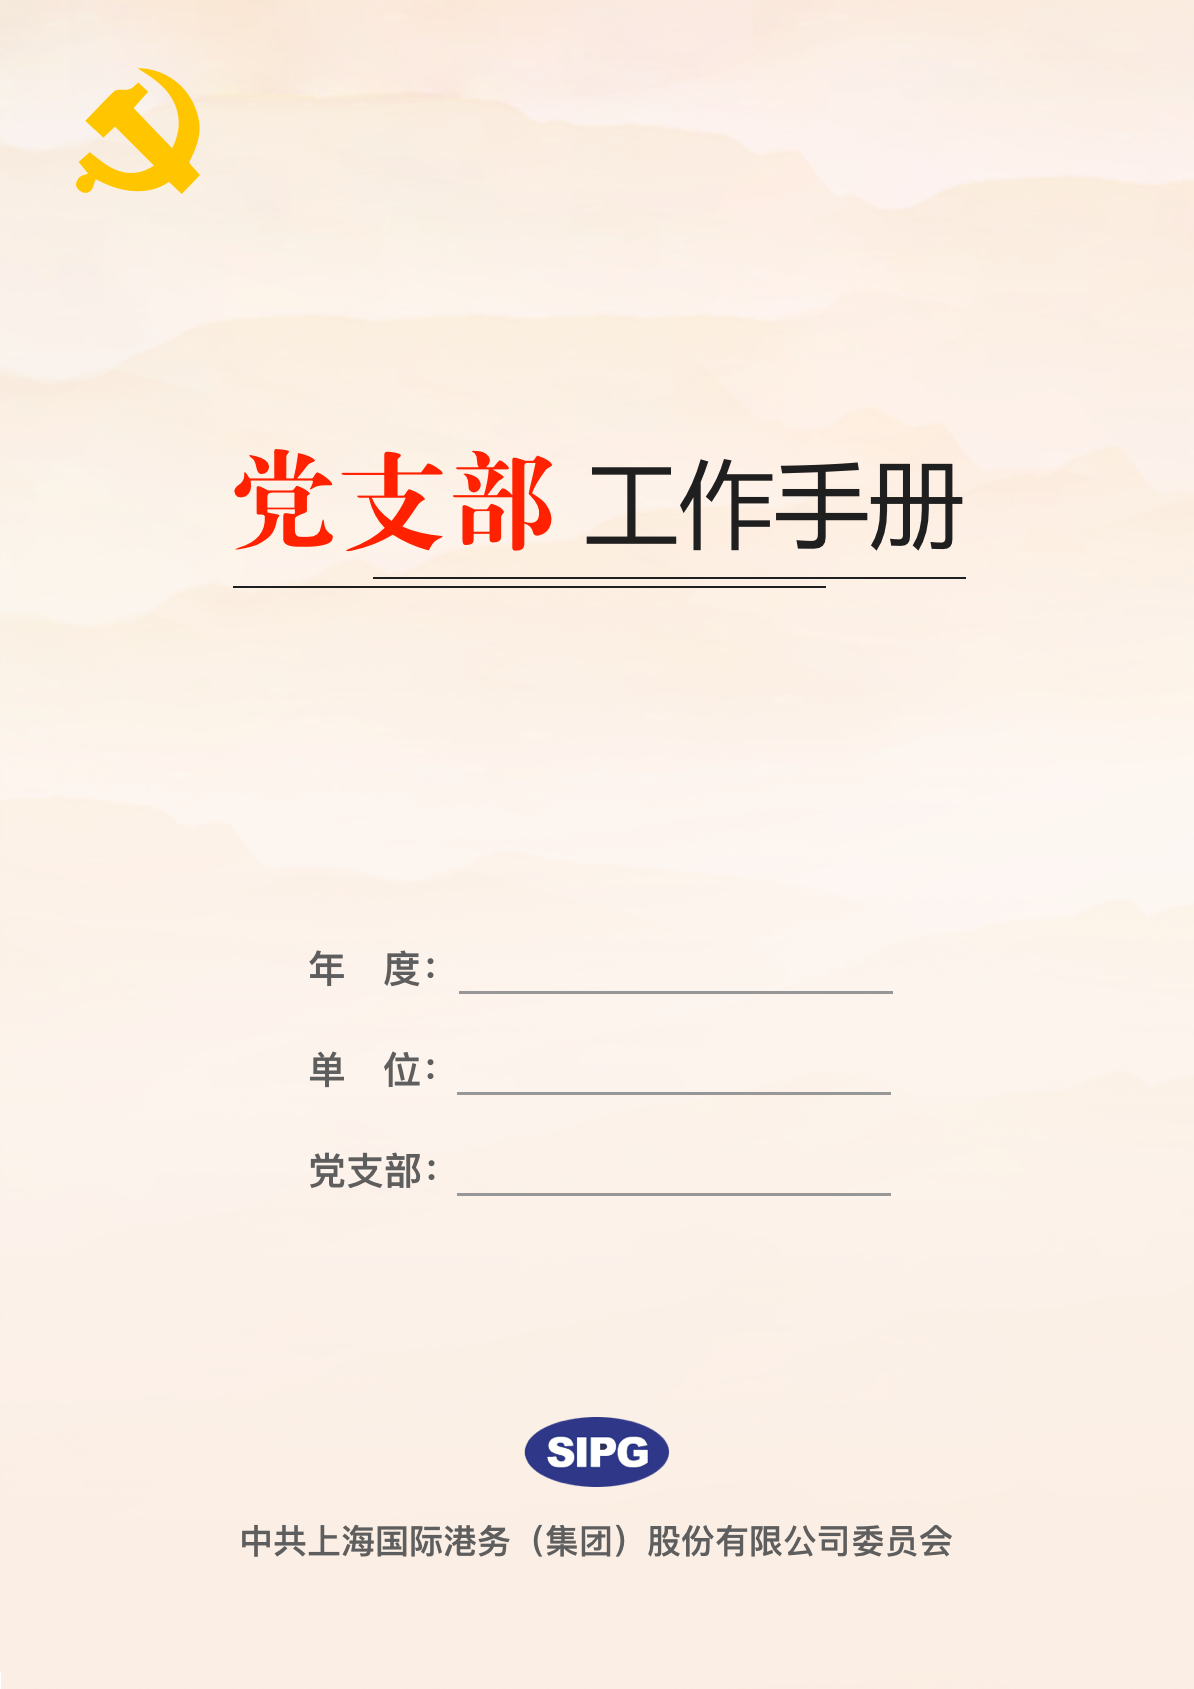 党支部 工作手册
年　度：
单　位：
党支部：
SIPG
中共上海国际港务（集团）股份有限公司委员会